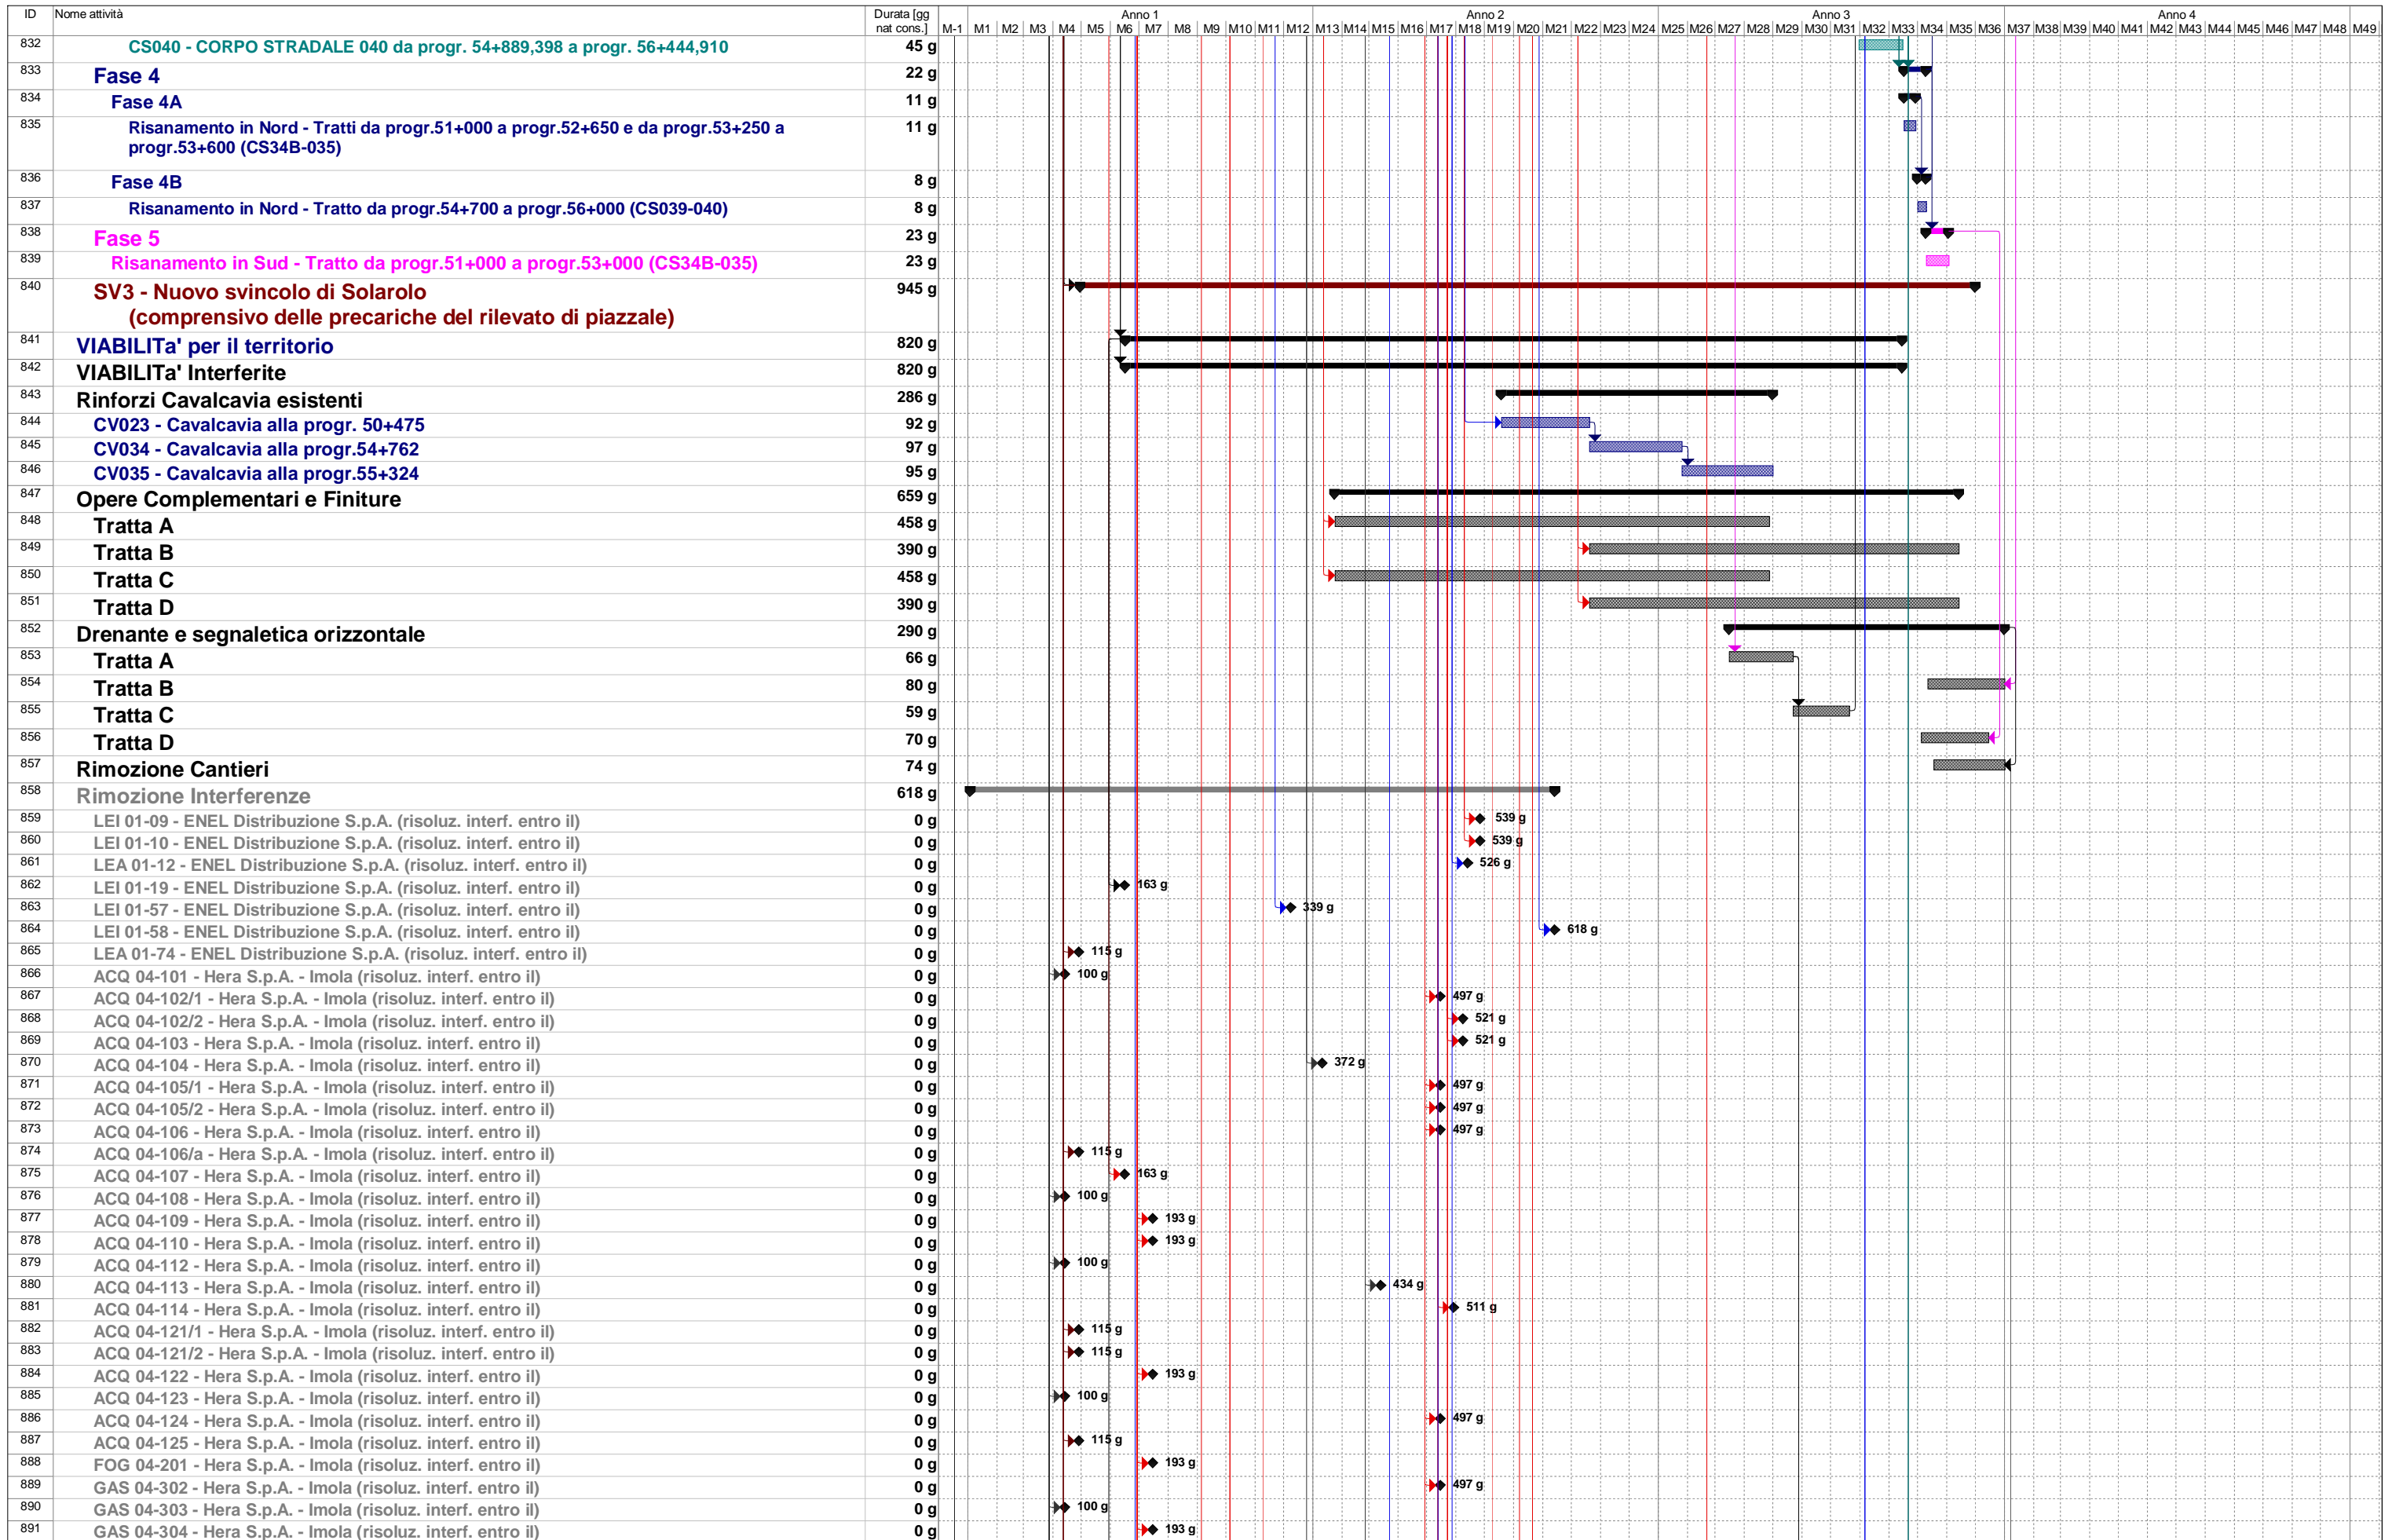 ID Nome attività Durata [gg Anno 1 Anno 2 Anno 3 Anno 4
nat cons.] M-1 M1 M2 M3 M4 M5 M6 M7 M8 M9 M10 M11 M12 M13 M14 M15 M16 M17 M18 M19 M20 M21 M22 M23 M24 M25 M26 M27 M28 M29 M30 M31 M32 M33 M34 M35 M36 M37 M38 M39 M40 M41 M42 M43 M44 M45 M46 M47 M48 M49
832 CS040 - CORPO STRADALE 040 da progr. 54+889,398 a progr. 56+444,910 45 g
833 Fase 4 22 g
834 Fase 4A 11 g
835 Risanamento in Nord - Tratti da progr.51+000 a progr.52+650 e da progr.53+250 a 11 g
progr.53+600 (CS34B-035)
836 Fase 4B 8 g
837 Risanamento in Nord - Tratto da progr.54+700 a progr.56+000 (CS039-040) 8 g
838 Fase 5 23 g
839 Risanamento in Sud - Tratto da progr.51+000 a progr.53+000 (CS34B-035) 23 g
840 SV3 - Nuovo svincolo di Solarolo 945 g
(comprensivo delle precariche del rilevato di piazzale)
841 VIABILITa' per il territorio 820 g
842 VIABILITa' Interferite 820 g
843 Rinforzi Cavalcavia esistenti 286 g
844 CV023 - Cavalcavia alla progr. 50+475 92 g
845 CV034 - Cavalcavia alla progr.54+762 97 g
846 CV035 - Cavalcavia alla progr.55+324 95 g
847 Opere Complementari e Finiture 659 g
848 Tratta A 458 g
849 Tratta B 390 g
850 Tratta C 458 g
851 Tratta D 390 g
852 Drenante e segnaletica orizzontale 290 g
853 Tratta A 66 g
854 Tratta B 80 g
855 Tratta C 59 g
856 Tratta D 70 g
857 Rimozione Cantieri 74 g
858 Rimozione Interferenze 618 g
859 LEI 01-09 - ENEL Distribuzione S.p.A. (risoluz. interf. entro il) 0 g 539 g
860 LEI 01-10 - ENEL Distribuzione S.p.A. (risoluz. interf. entro il) 0 g 539 g
861 LEA 01-12 - ENEL Distribuzione S.p.A. (risoluz. interf. entro il) 0 g 526 g
862 LEI 01-19 - ENEL Distribuzione S.p.A. (risoluz. interf. entro il) 0 g 163 g
863 LEI 01-57 - ENEL Distribuzione S.p.A. (risoluz. interf. entro il) 0 g 339 g
864 LEI 01-58 - ENEL Distribuzione S.p.A. (risoluz. interf. entro il) 0 g 618 g
865 LEA 01-74 - ENEL Distribuzione S.p.A. (risoluz. interf. entro il) 0 g 115 g
866 ACQ 04-101 - Hera S.p.A. - Imola (risoluz. interf. entro il) 0 g 100 g
867 ACQ 04-102/1 - Hera S.p.A. - Imola (risoluz. interf. entro il) 0 g 497 g
868 ACQ 04-102/2 - Hera S.p.A. - Imola (risoluz. interf. entro il) 0 g 521 g
869 ACQ 04-103 - Hera S.p.A. - Imola (risoluz. interf. entro il) 0 g 521 g
870 ACQ 04-104 - Hera S.p.A. - Imola (risoluz. interf. entro il) 0 g 372 g
871 ACQ 04-105/1 - Hera S.p.A. - Imola (risoluz. interf. entro il) 0 g 497 g
872 ACQ 04-105/2 - Hera S.p.A. - Imola (risoluz. interf. entro il) 0 g 497 g
873 ACQ 04-106 - Hera S.p.A. - Imola (risoluz. interf. entro il) 0 g 497 g
874 ACQ 04-106/a - Hera S.p.A. - Imola (risoluz. interf. entro il) 0 g 115 g
875 ACQ 04-107 - Hera S.p.A. - Imola (risoluz. interf. entro il) 0 g 163 g
876 ACQ 04-108 - Hera S.p.A. - Imola (risoluz. interf. entro il) 0 g 100 g
877 ACQ 04-109 - Hera S.p.A. - Imola (risoluz. interf. entro il) 0 g 193 g
878 ACQ 04-110 - Hera S.p.A. - Imola (risoluz. interf. entro il) 0 g 193 g
879 ACQ 04-112 - Hera S.p.A. - Imola (risoluz. interf. entro il) 0 g 100 g
880 ACQ 04-113 - Hera S.p.A. - Imola (risoluz. interf. entro il) 0 g 434 g
881 ACQ 04-114 - Hera S.p.A. - Imola (risoluz. interf. entro il) 0 g 511 g
882 ACQ 04-121/1 - Hera S.p.A. - Imola (risoluz. interf. entro il) 0 g 115 g
883 ACQ 04-121/2 - Hera S.p.A. - Imola (risoluz. interf. entro il) 0 g 115 g
884 ACQ 04-122 - Hera S.p.A. - Imola (risoluz. interf. entro il) 0 g 193 g
885 ACQ 04-123 - Hera S.p.A. - Imola (risoluz. interf. entro il) 0 g 100 g
886 ACQ 04-124 - Hera S.p.A. - Imola (risoluz. interf. entro il) 0 g 497 g
887 ACQ 04-125 - Hera S.p.A. - Imola (risoluz. interf. entro il) 0 g 115 g
888 FOG 04-201 - Hera S.p.A. - Imola (risoluz. interf. entro il) 0 g 193 g
889 GAS 04-302 - Hera S.p.A. - Imola (risoluz. interf. entro il) 0 g 497 g
890 GAS 04-303 - Hera S.p.A. - Imola (risoluz. interf. entro il) 0 g 100 g
891 GAS 04-304 - Hera S.p.A. - Imola (risoluz. interf. entro il) 0 g 193 g